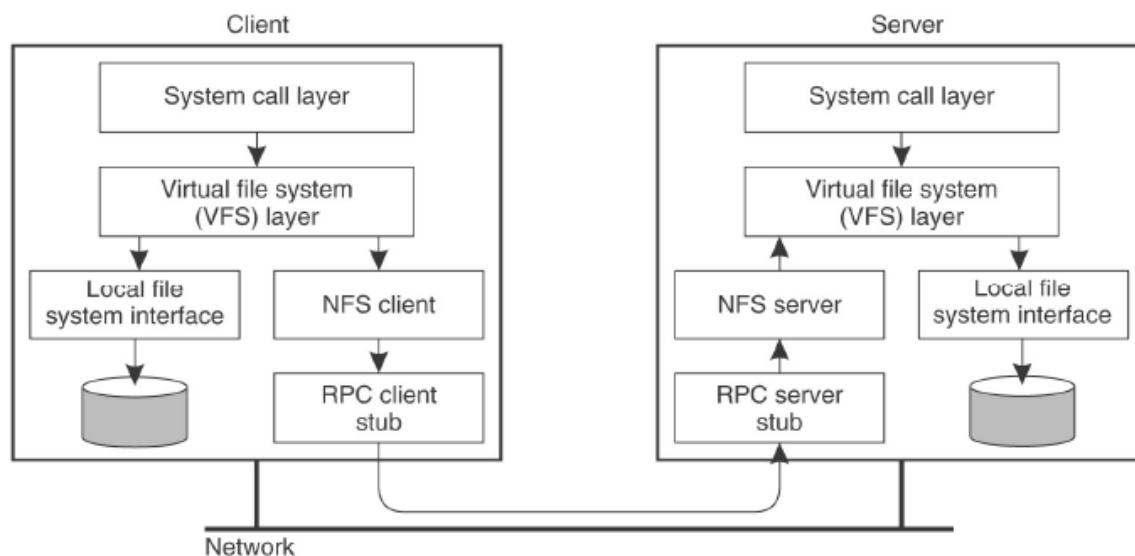 Client
Server
System call layer
System call layer
Virtual file system
(VFS) layer
Virtual file system
(VFS) layer
Local file
system interface
NFS client
NFS server
Local file
system interface
RPC client
stub
RPC server
stub
Network